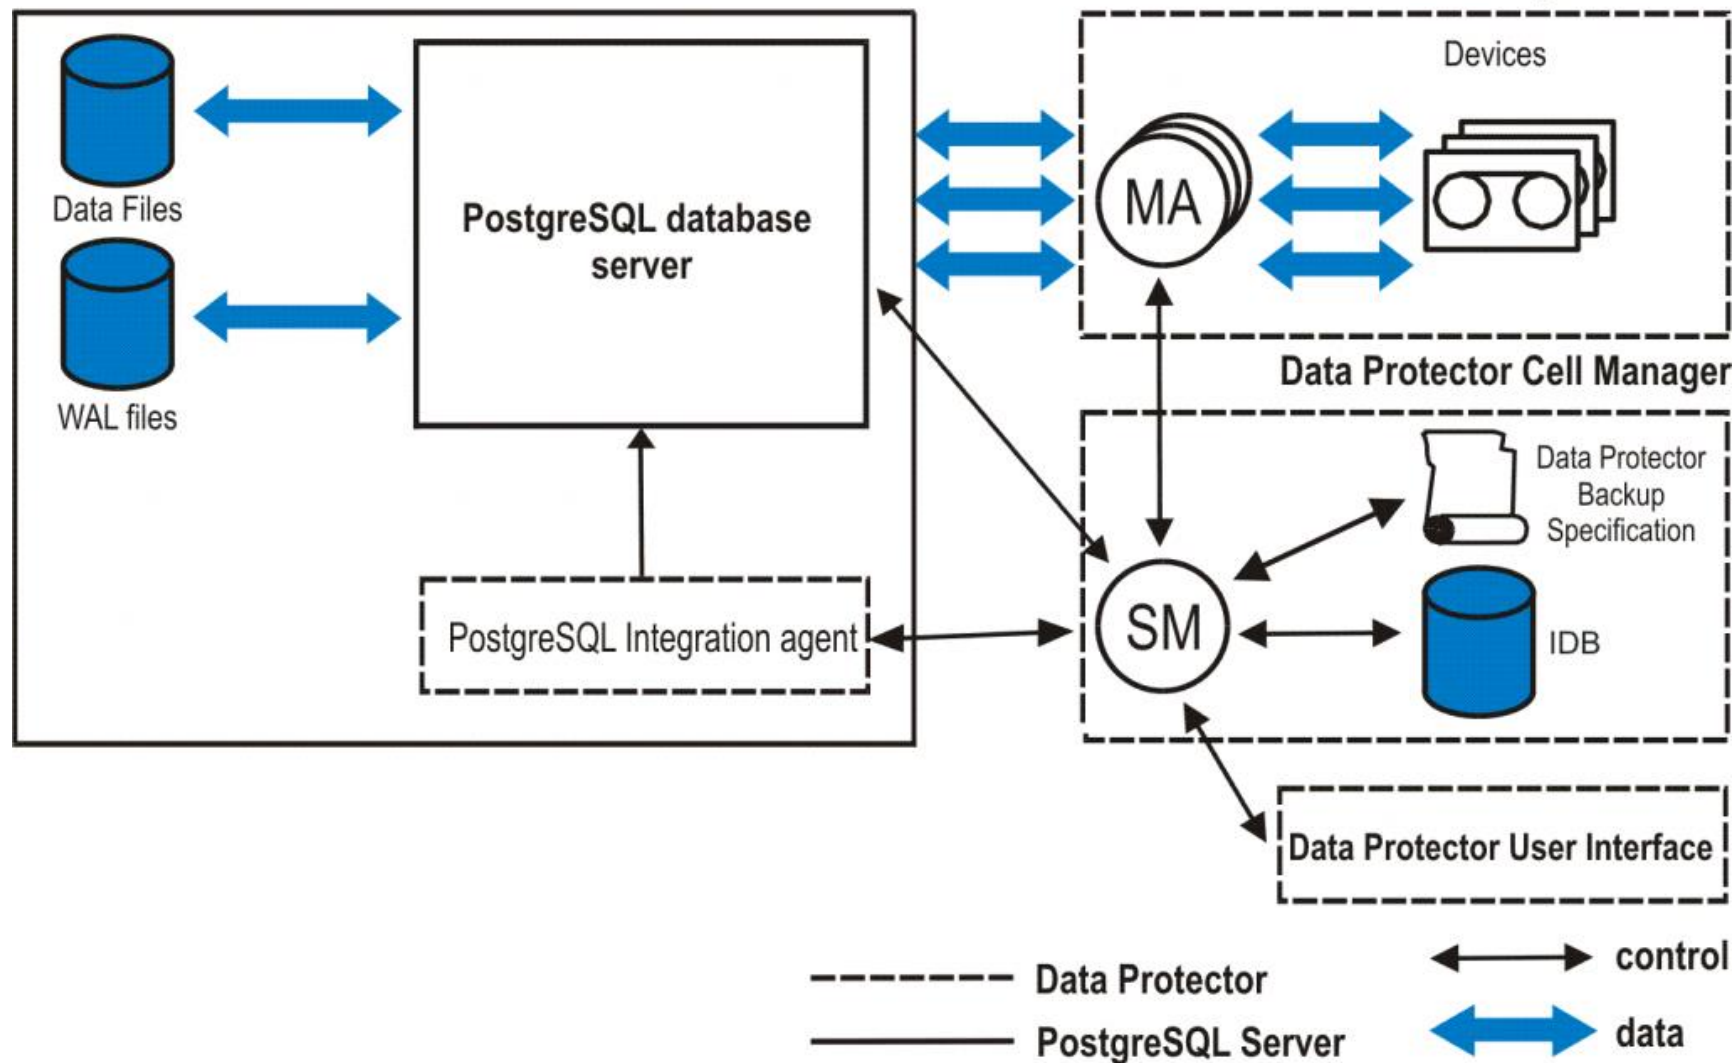 Data Files
WAL files
PostgreSQL database
server
PostgreSQL Integration agent
Devices
MA
Data Protector Cell Manager
Data Protector
Backup
Specification
SM
IDB
Data Protector User Interface
Data Protector
PostgreSQL Server
control
data